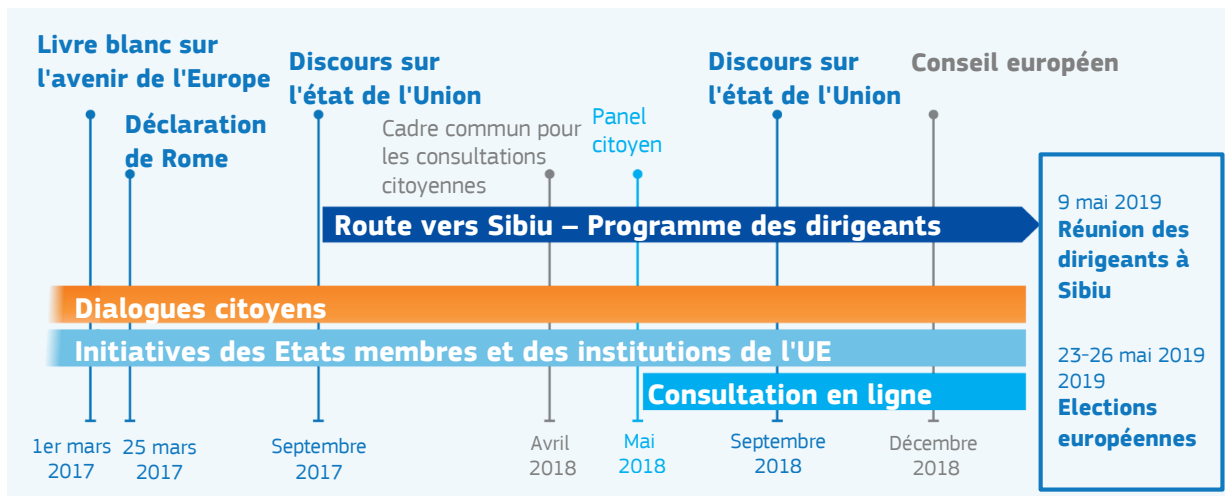 Livre blanc sur
l'avenir de l'Europe
Déclaration
de Rome
Discours sur
l'état de l'Union
Cadre commun pour
les consultations
citoyennes
Panel
citoyen
Discours sur
l'état de l'Union
Conseil européen
Route vers Sibiu – Programme des dirigeants
Dialogues citoyens
Initiatives des Etats membres et des institutions de l'UE
Consultation en ligne
1er mars
2017
25 mars
2017
Septembre
2017
Avril
2018
Mai
2018
Septembre
2018
Décembre
2018
9 mai 2019
Réunion des
dirigeants à
Sibiu
23-26 mai 2019
2019
Elections
européennes